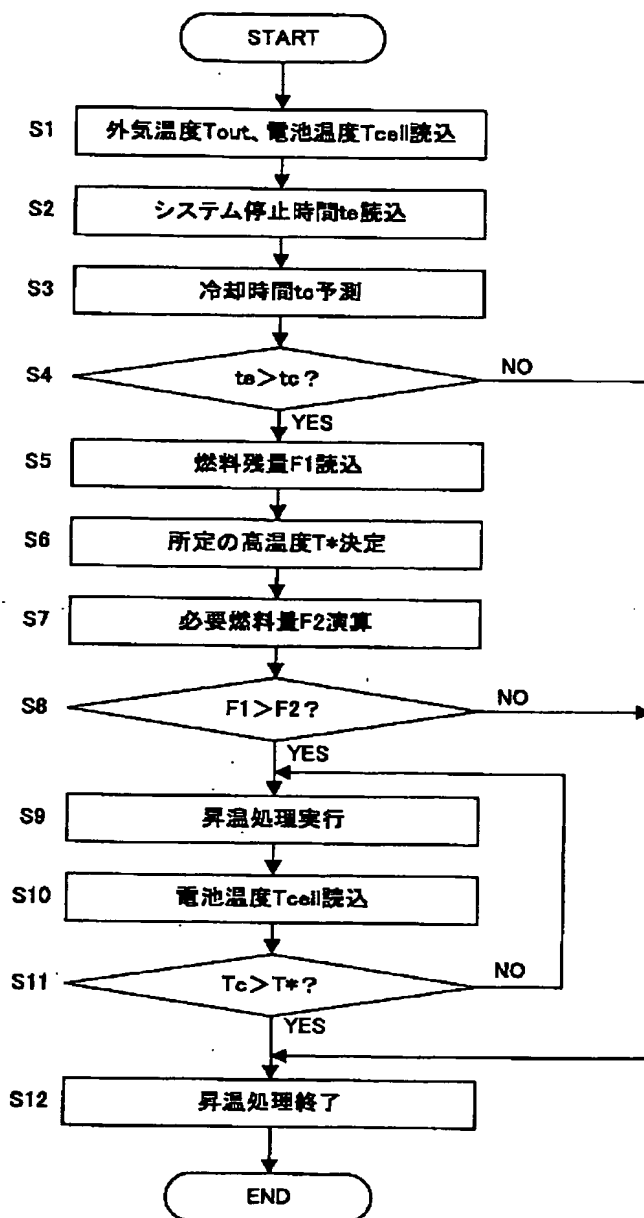 START
S1 外気温度Tout、電池温度Tcell読込
S2 システム停止時間ts読込
S3 冷却時間tc予測
S4 ts>tc? NO
YES
S5 燃料残量F1読込
S6 所定の高温度T*決定
S7 必要燃料量F2演算
S8 F1>F2? NO
YES
S9 昇温処理実行
S10 電池温度Tcell読込
S11 Tc>T*? NO
YES
S12 昇温処理終了
END